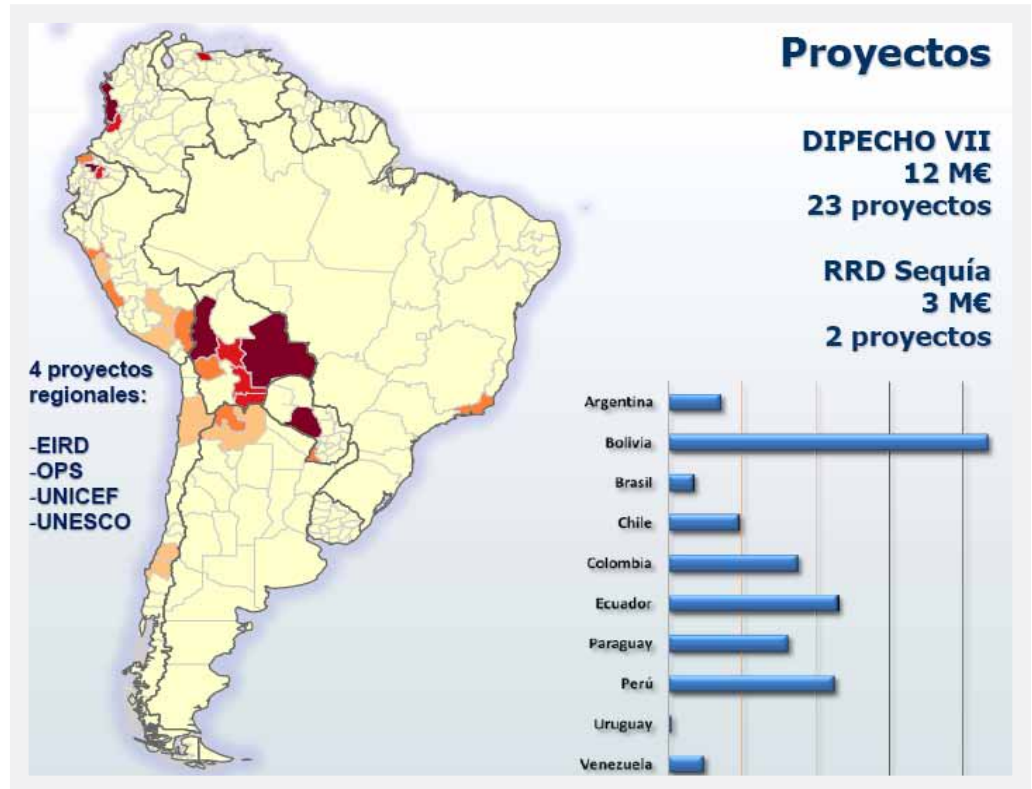 Proyectos
DIPECHO VII
12 M€
23 proyectos
RRD Sequía
3 M€
2 proyectos
4 proyectos
regionales:
-EIRD
-OPS
-UNICEF
-UNESCO
Argentina
Bolivia
Brasil
Chile
Colombia
Ecuador
Paraguay
Perú
Uruguay
Venezuela